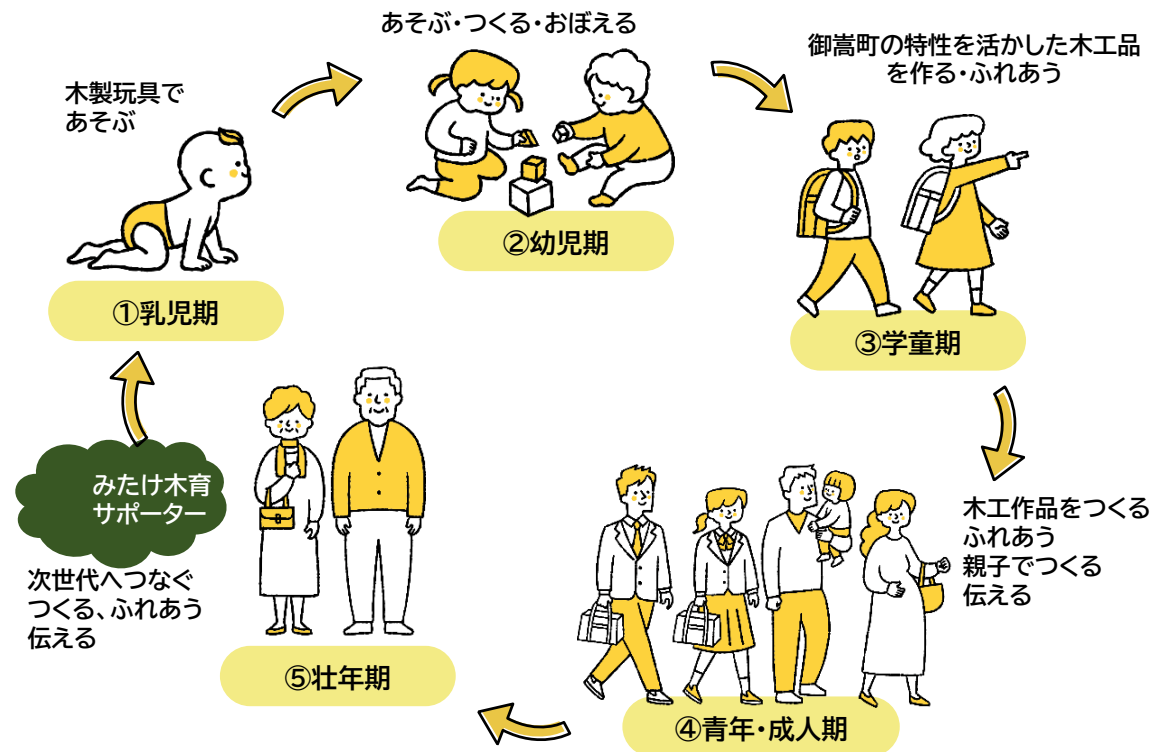 木製玩具で
あそぶ
①乳児期
あそぶ・つくる・おぼえる
②幼児期
御嵩町の特性を活かした木工品
を作る・ふれあう
③学童期
木工作品をつくる
ふれあう
親子でつくる
伝える
④青年・成人期
⑤壮年期
みたけ木育
サポーター
次世代へつなぐ
つくる、ふれあう
伝える